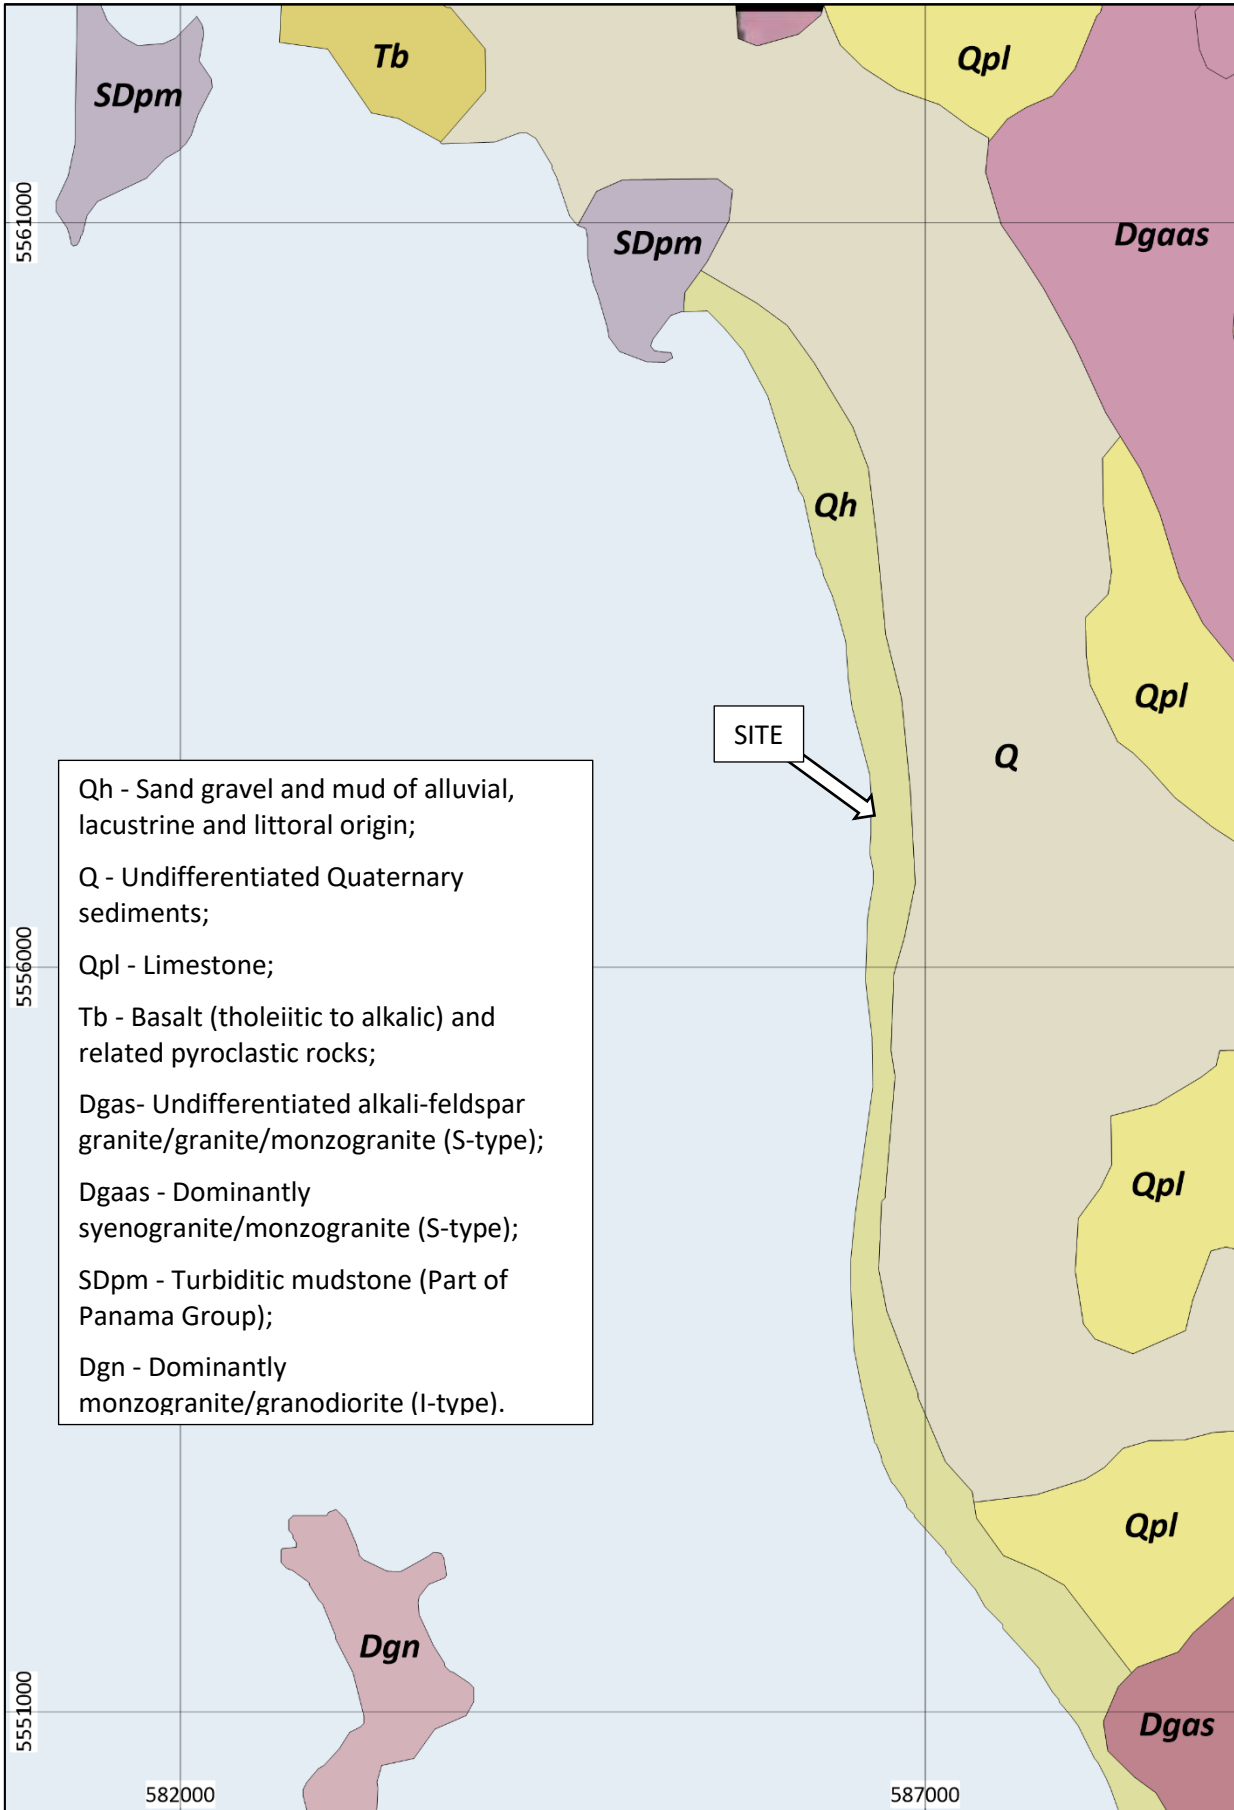 Tb
Qpl
SDpm
5561000
SDpm
Dgaas
Qh
Qpl
SITE
Q
Qh - Sand gravel and mud of alluvial,
lacustrine and littoral origin;
Q - Undifferentiated Quaternary
sediments;
Qpl - Limestone;
Tb - Basalt (tholeiitic to alkalic) and
related pyroclastic rocks;
Dgas- Undifferentiated alkali-feldspar
granite/granite/monzogranite (S-type);
Dgaas - Dominantly
syenogranite/monzogranite (S-type);
SDpm - Turbiditic mudstone (Part of
Panama Group);
Dgn - Dominantly
monzogranite/granodiorite (I-type).
5556000
Qpl
Qpl
Dgn
5551000
Dgas
582000
587000